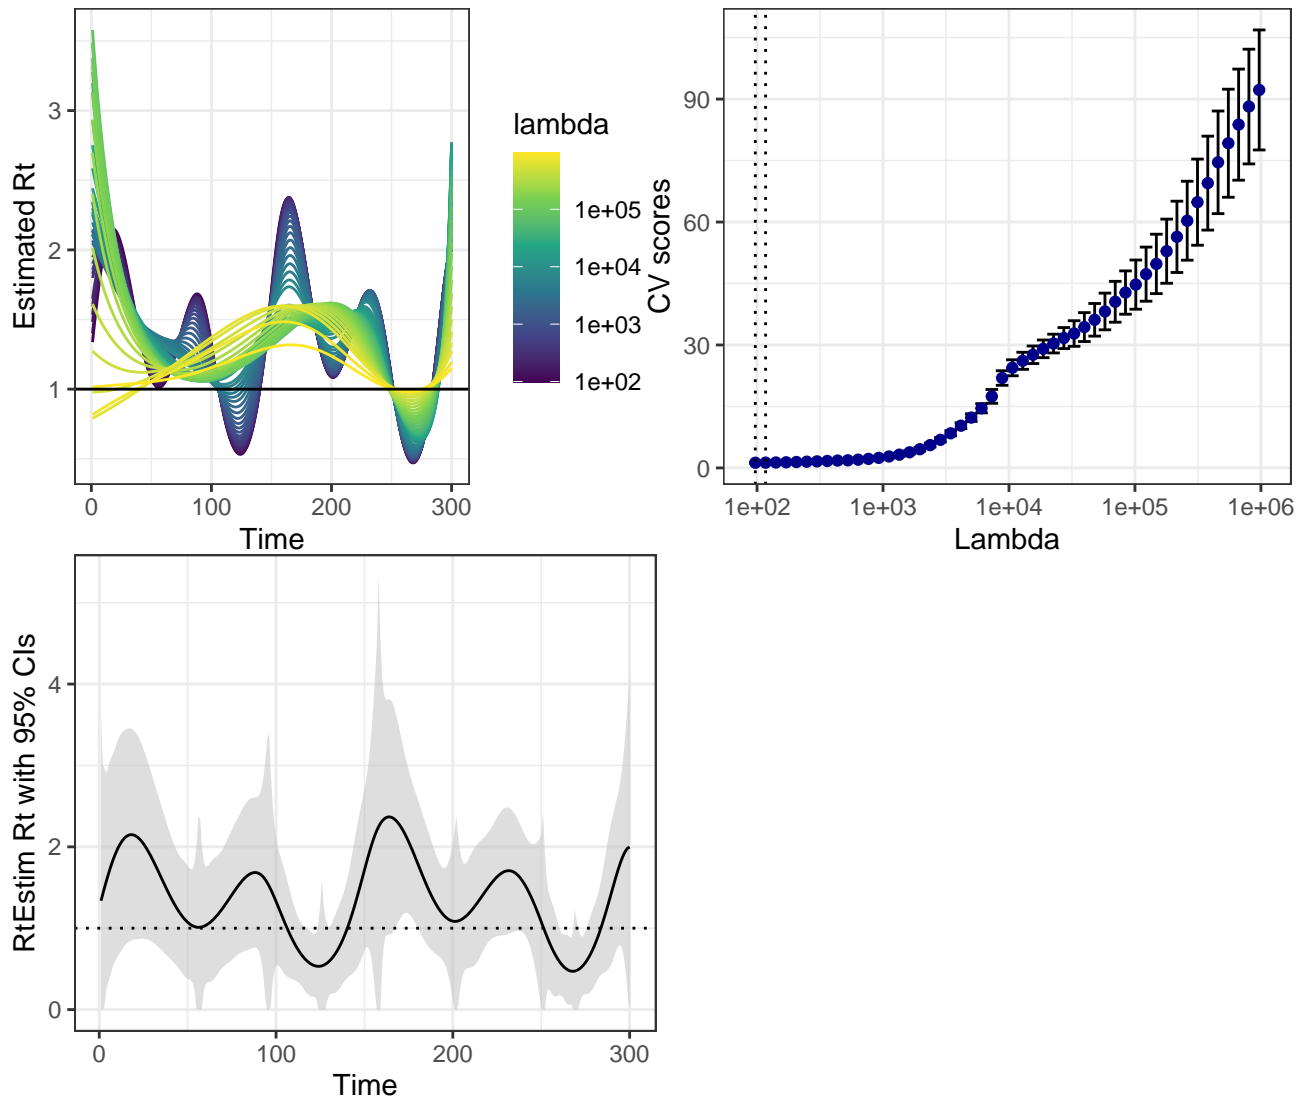 Estimated Rt
3
2
1
0
100
200
300
Time
lambda
1e+05
1e+04
1e+03
1e+02
CV scores
90
60
30
0
1e+02
1e+03
1e+04
1e+05
1e+06
Lambda
RtEstim Rt with 95% CIs
4
2
0
0
100
200
300
Time